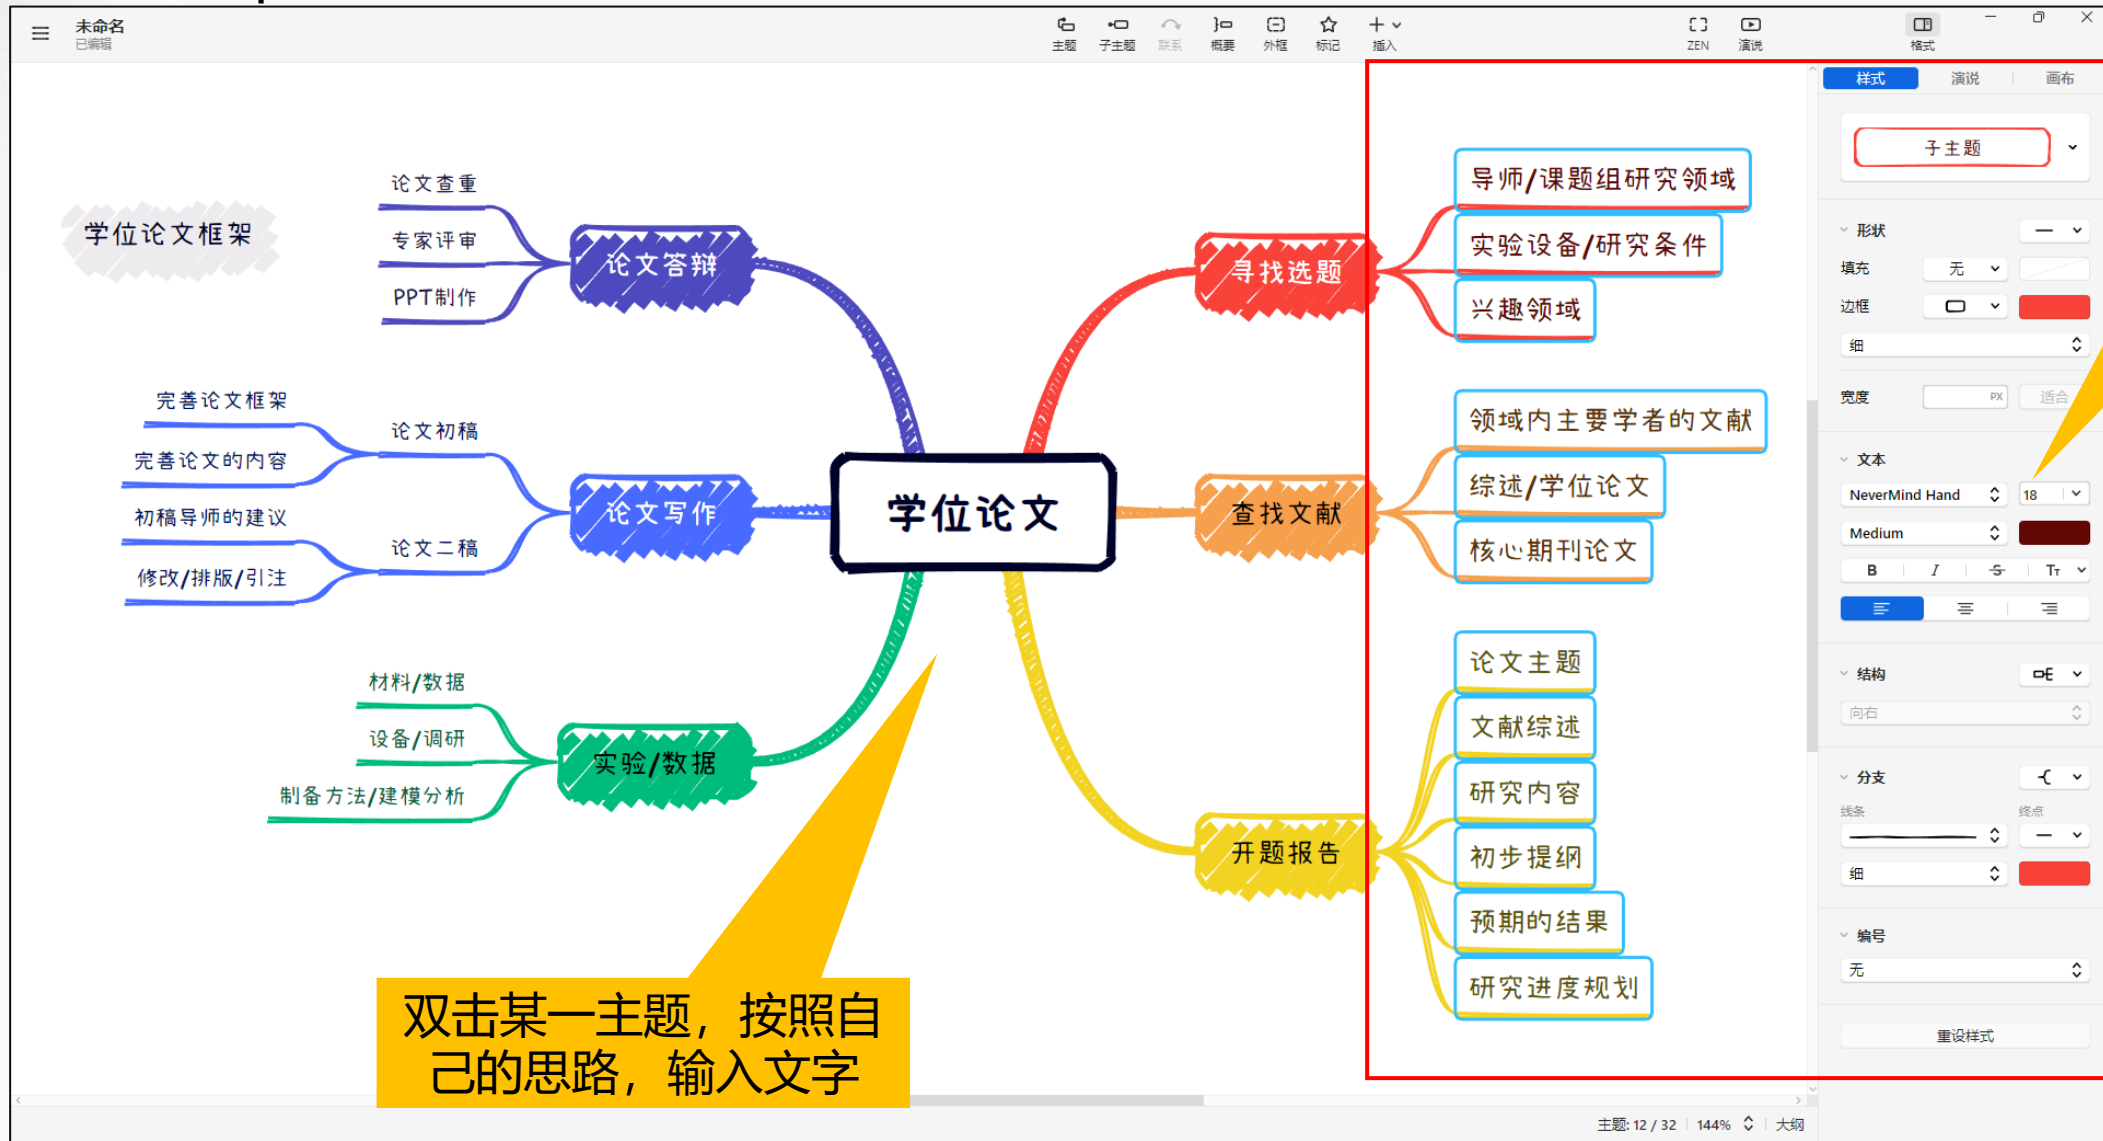 未命名
已编辑
主题
子主题
联系
概要
外框
标记
插入
ZEN
演说
格式
样式
演说
画布
子主题
形状
填充
无
边框
细
宽度
PX
适合
文本
NeverMind Hand
18
Medium
B
I
S
TT
结构
向右
分支
线条
终点
细
编号
无
重设样式
学位论文框架
论文查重
专家评审
PPT制作
论文答辩
完善论文框架
完善论文的内容
初稿导师的建议
修改/排版/引注
论文初稿
论文二稿
论文写作
材料/数据
设备/调研
制备方法/建模分析
实验/数据
学位论文
寻找选题
导师/课题组研究领域
实验设备/研究条件
兴趣领域
查找文献
领域内主要学者的文献
综述/学位论文
核心期刊论文
开题报告
论文主题
文献综述
研究内容
初步提纲
预期的结果
研究进度规划
双击某一主题，按照自
己的思路，输入文字
主题: 12 / 32
144%
大纲